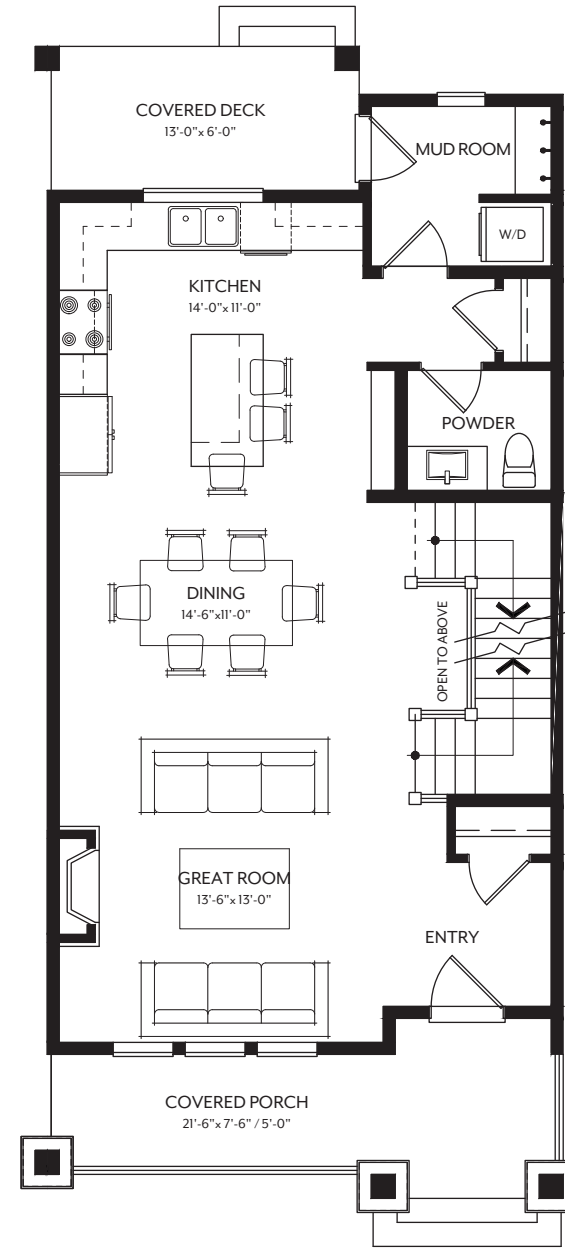 COVERED DECK
13'-0"x 6'-0"
MUD ROOM
W/D
KITCHEN
14'-0"x 11'-0"
POWDER
DINING
14'-6"x11'-0"
OPEN TO ABOVE
GREAT ROOM
13'-6"x 13'-0"
ENTRY
COVERED PORCH
21'-6"x 7'-6" / 5'-0"